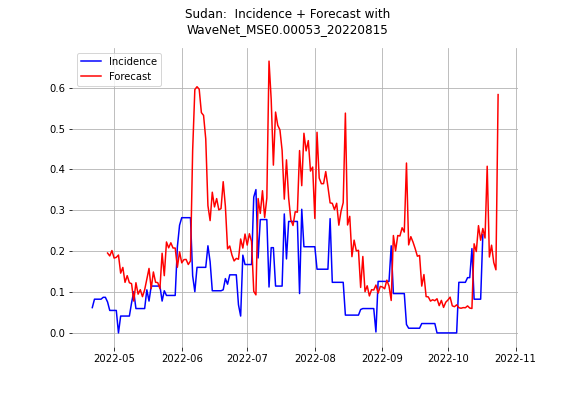 Sudan:  Incidence + Forecast with
WaveNet_MSE0.00053_20220815
Incidence
Forecast
0.6
0.5
0.4
0.3
0.2
0.1
0.0
2022-05 2022-06 2022-07 2022-08 2022-09 2022-10 2022-11